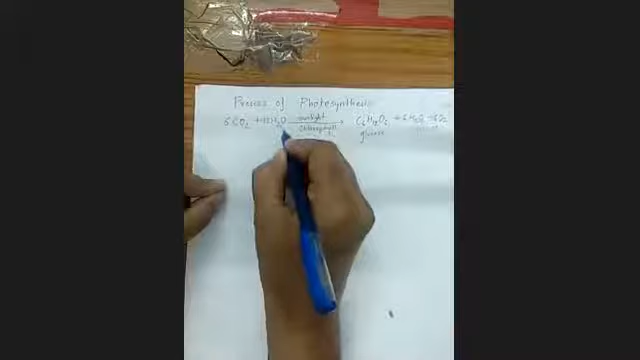 Process of Photosynthesis
6CO₂ + 12H₂O sunlight → C₆H₁₂O₆ + 6H₂O + 6O₂
chlorophyll glucose